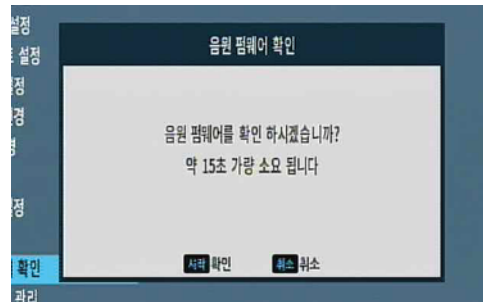 설정
설정
음원 펌웨어 확인
음원 펌웨어를 확인 하시겠습니까?
약 15초 가량 소요 됩니다
확인
시작 확인
취소 취소
관리